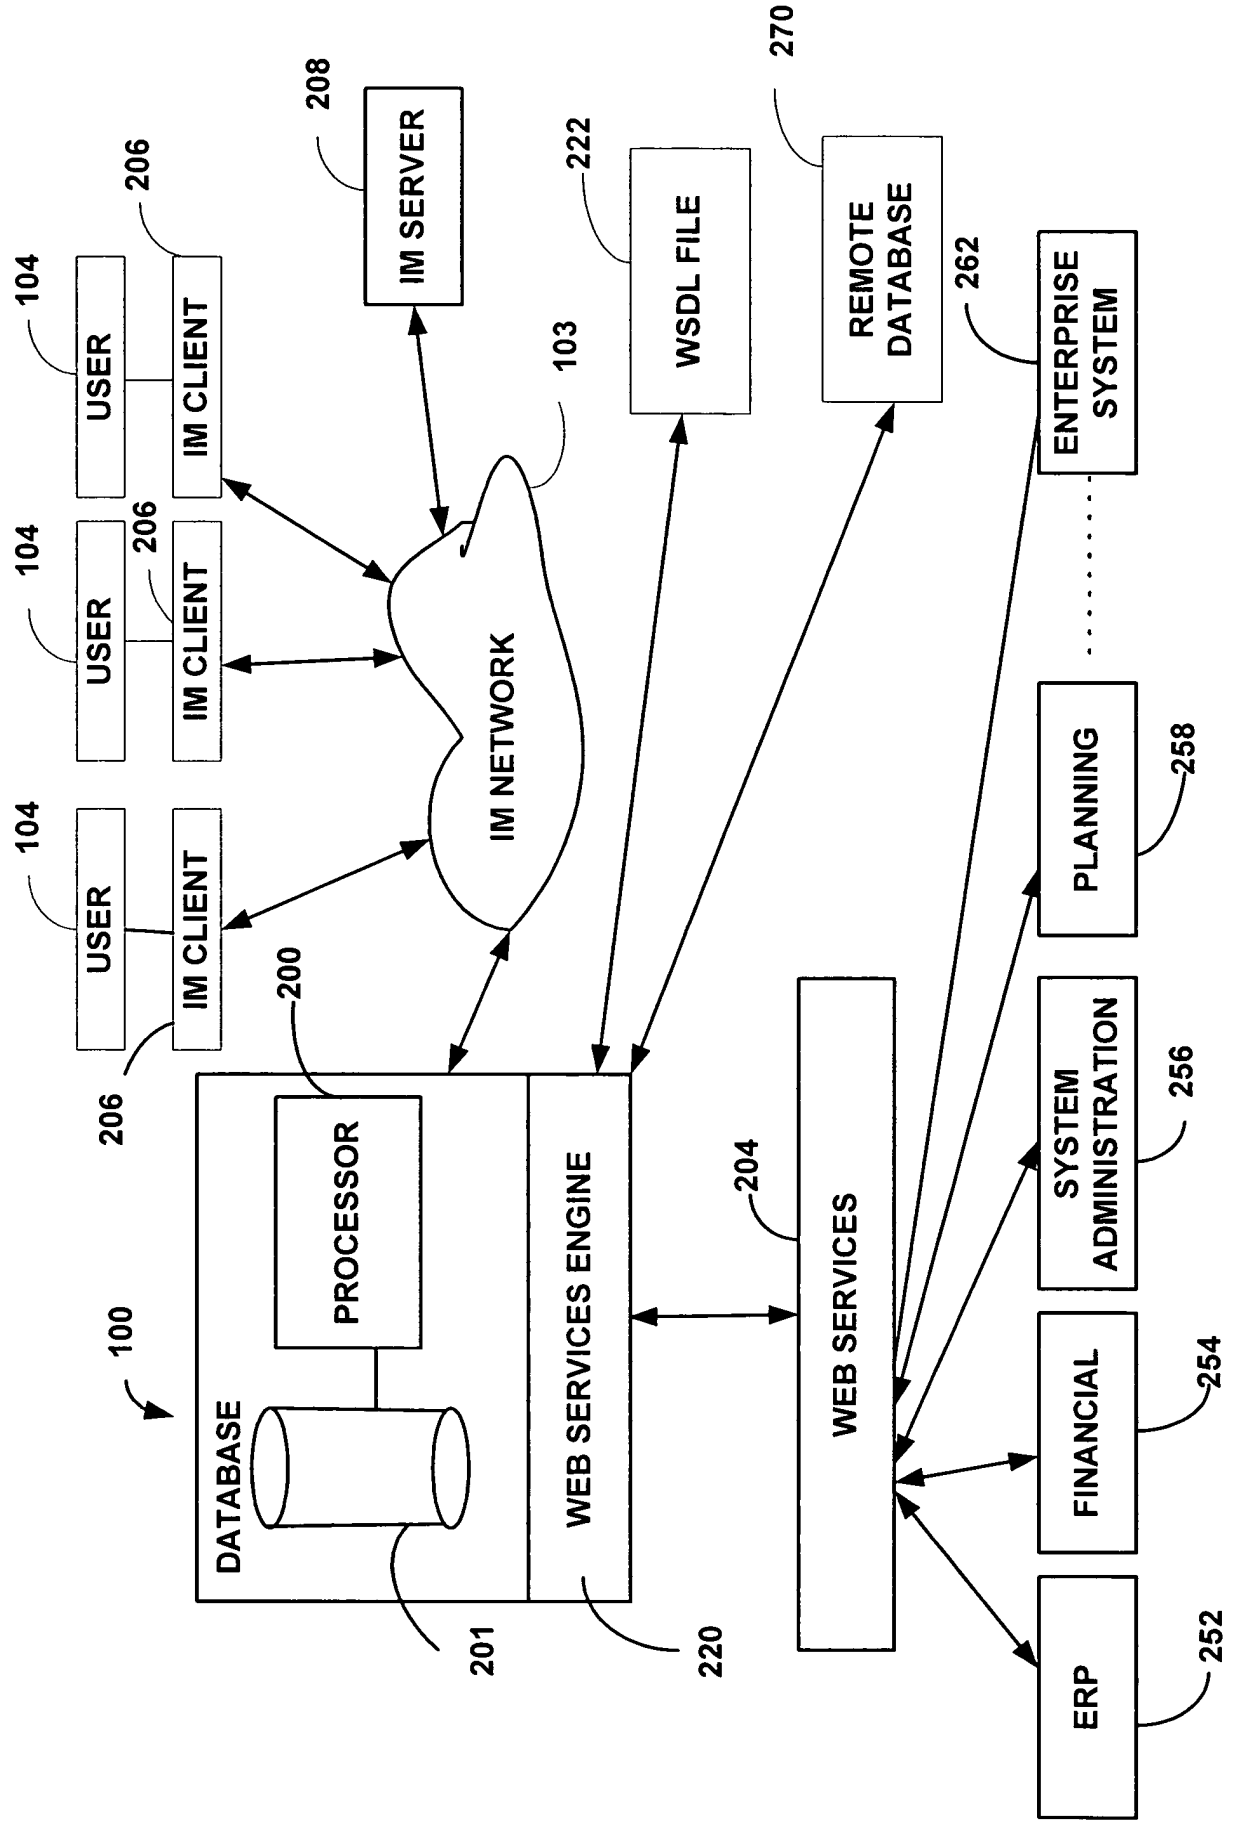 100
DATABASE
201
PROCESSOR
200
WEB SERVICES ENGINE
220
USER
104
IM CLIENT
206
USER
104
IM CLIENT
206
USER
104
IM CLIENT
206
IM SERVER
208
IM NETWORK
103
WSDL FILE
222
REMOTE
DATABASE
270
WEB SERVICES
204
ERP
252
FINANCIAL
254
SYSTEM
ADMINISTRATION
256
PLANNING
258
ENTERPRISE
SYSTEM
262